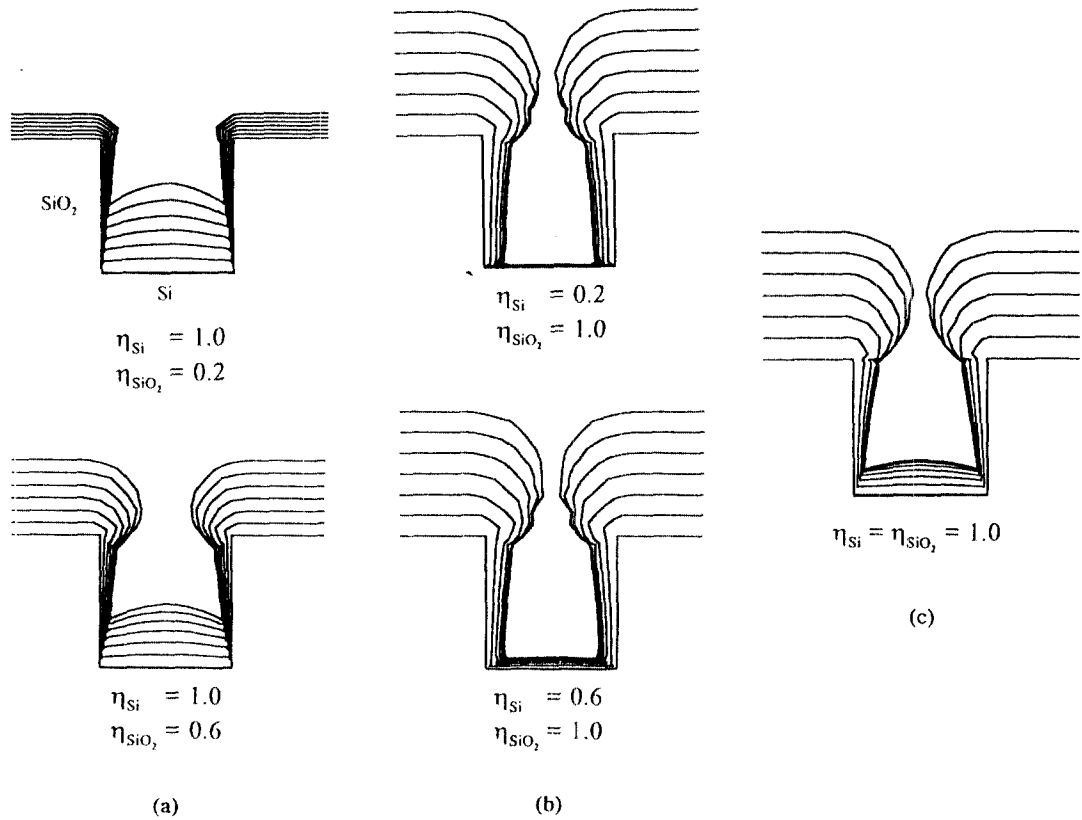 SiO₂
Si
η_Si = 1.0
η_SiO₂ = 0.2
η_Si = 0.2
η_SiO₂ = 1.0
η_Si = 1.0
η_SiO₂ = 0.6
(a)
η_Si = 0.6
η_SiO₂ = 1.0
(b)
η_Si = η_SiO₂ = 1.0
(c)